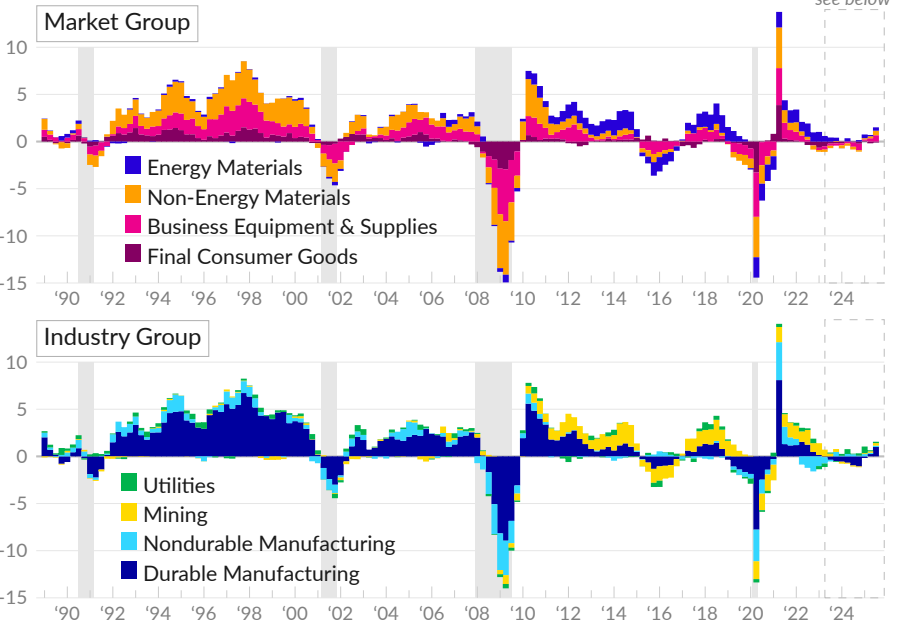 see below
Market Group
10
5
0
-5
-10
-15
Energy Materials
Non-Energy Materials
Business Equipment & Supplies
Final Consumer Goods
‘90 ‘92 ‘94 ‘96 ‘98 ‘00 ‘02 ‘04 ‘06 ‘08 ‘10 ‘12 ‘14 ‘16 ‘18 ‘20 ‘22 ‘24
Industry Group
10
5
0
-5
-10
-15
Utilities
Mining
Nondurable Manufacturing
Durable Manufacturing
‘90 ‘92 ‘94 ‘96 ‘98 ‘00 ‘02 ‘04 ‘06 ‘08 ‘10 ‘12 ‘14 ‘16 ‘18 ‘20 ‘22 ‘24